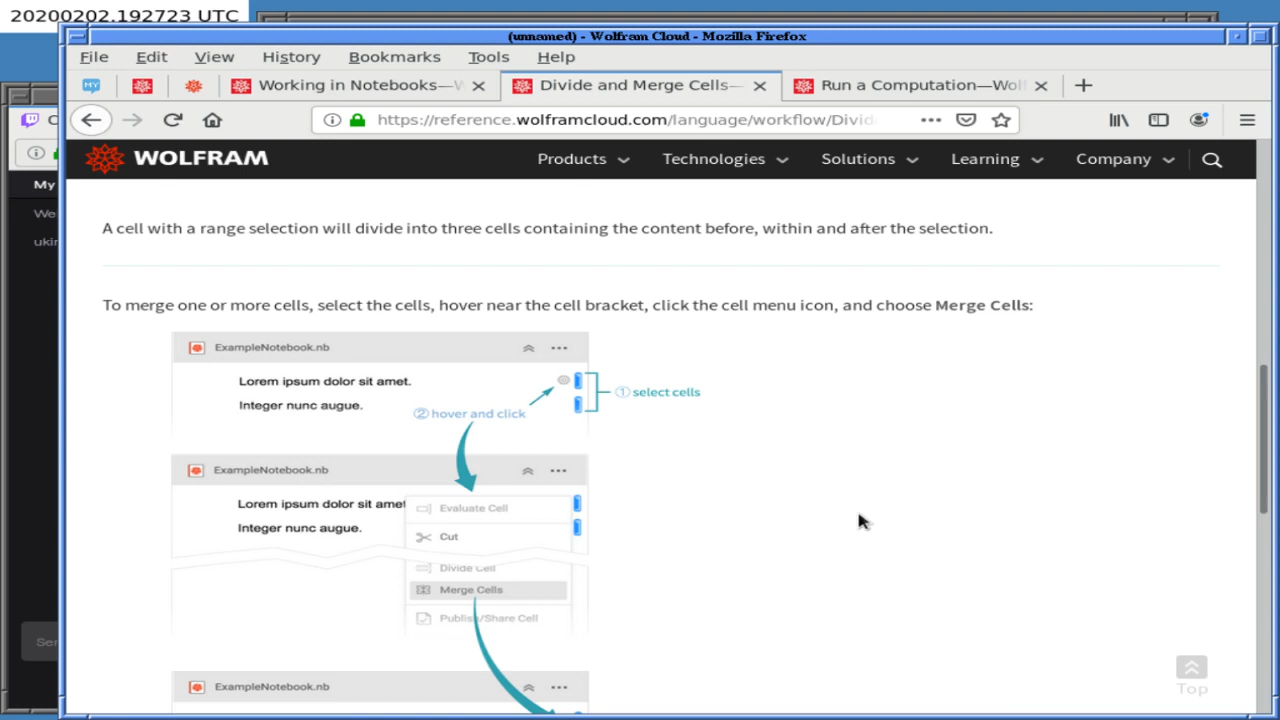 20200202.192723 UTC
(unnamed) - Wolfram Cloud - Mozilla Firefox
File Edit View History Bookmarks Tools Help
MY Working in Notebooks—W Divide and Merge Cells— Run a Computation—Wol
https://reference.wolframcloud.com/language/workflow/Divid
WOLFRAM Products Technologies Solutions Learning Company
My
We
ukin
A cell with a range selection will divide into three cells containing the content before, within and after the selection.
To merge one or more cells, select the cells, hover near the cell bracket, click the cell menu icon, and choose Merge Cells:
ExampleNotebook.nb
Lorem ipsum dolor sit amet.
① select cells
Integer nunc augue.
② hover and click
ExampleNotebook.nb
Lorem ipsum dolor sit amet
Evaluate Cell
Integer nunc augue.
Cut
Divide Cell
Merge Cells
Publish/Share Cell
Sen
ExampleNotebook.nb
Top